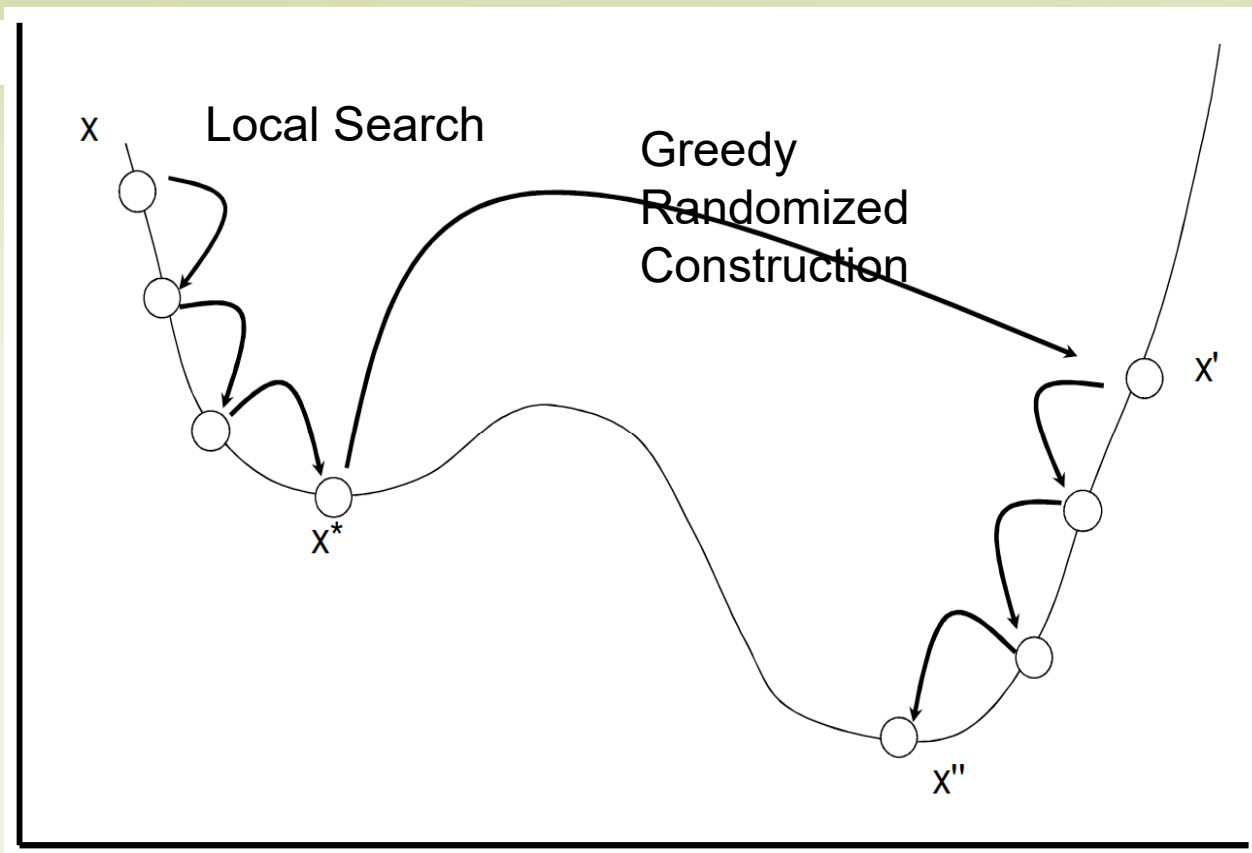 x
Local Search
Greedy
Randomized
Construction
x'
x*
x"